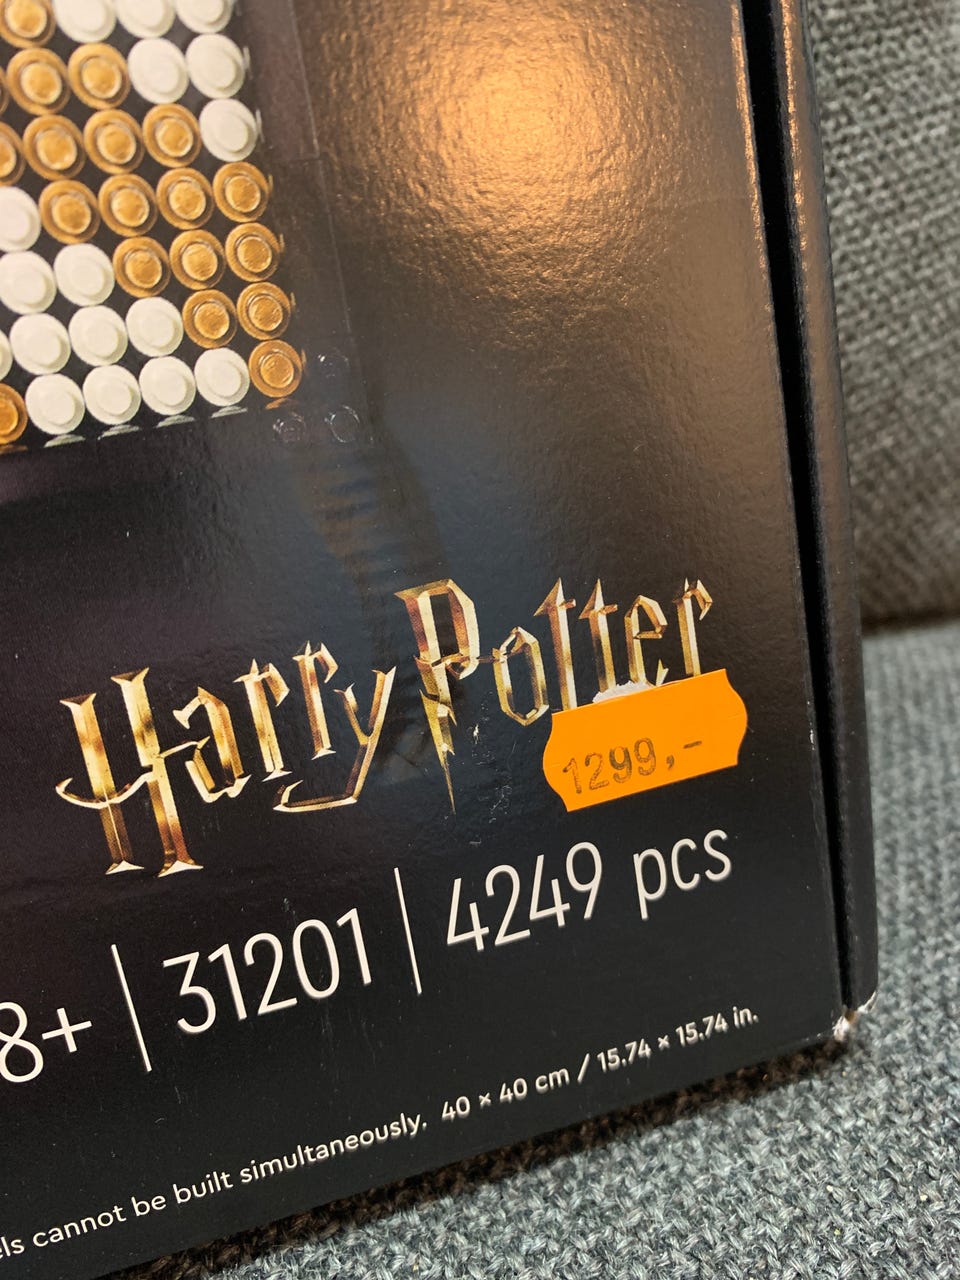 Harry Potter
1299,-
8+ | 31201 | 4249 pcs
els cannot be built simultaneously. 40 × 40 cm / 15.74 × 15.74 in.